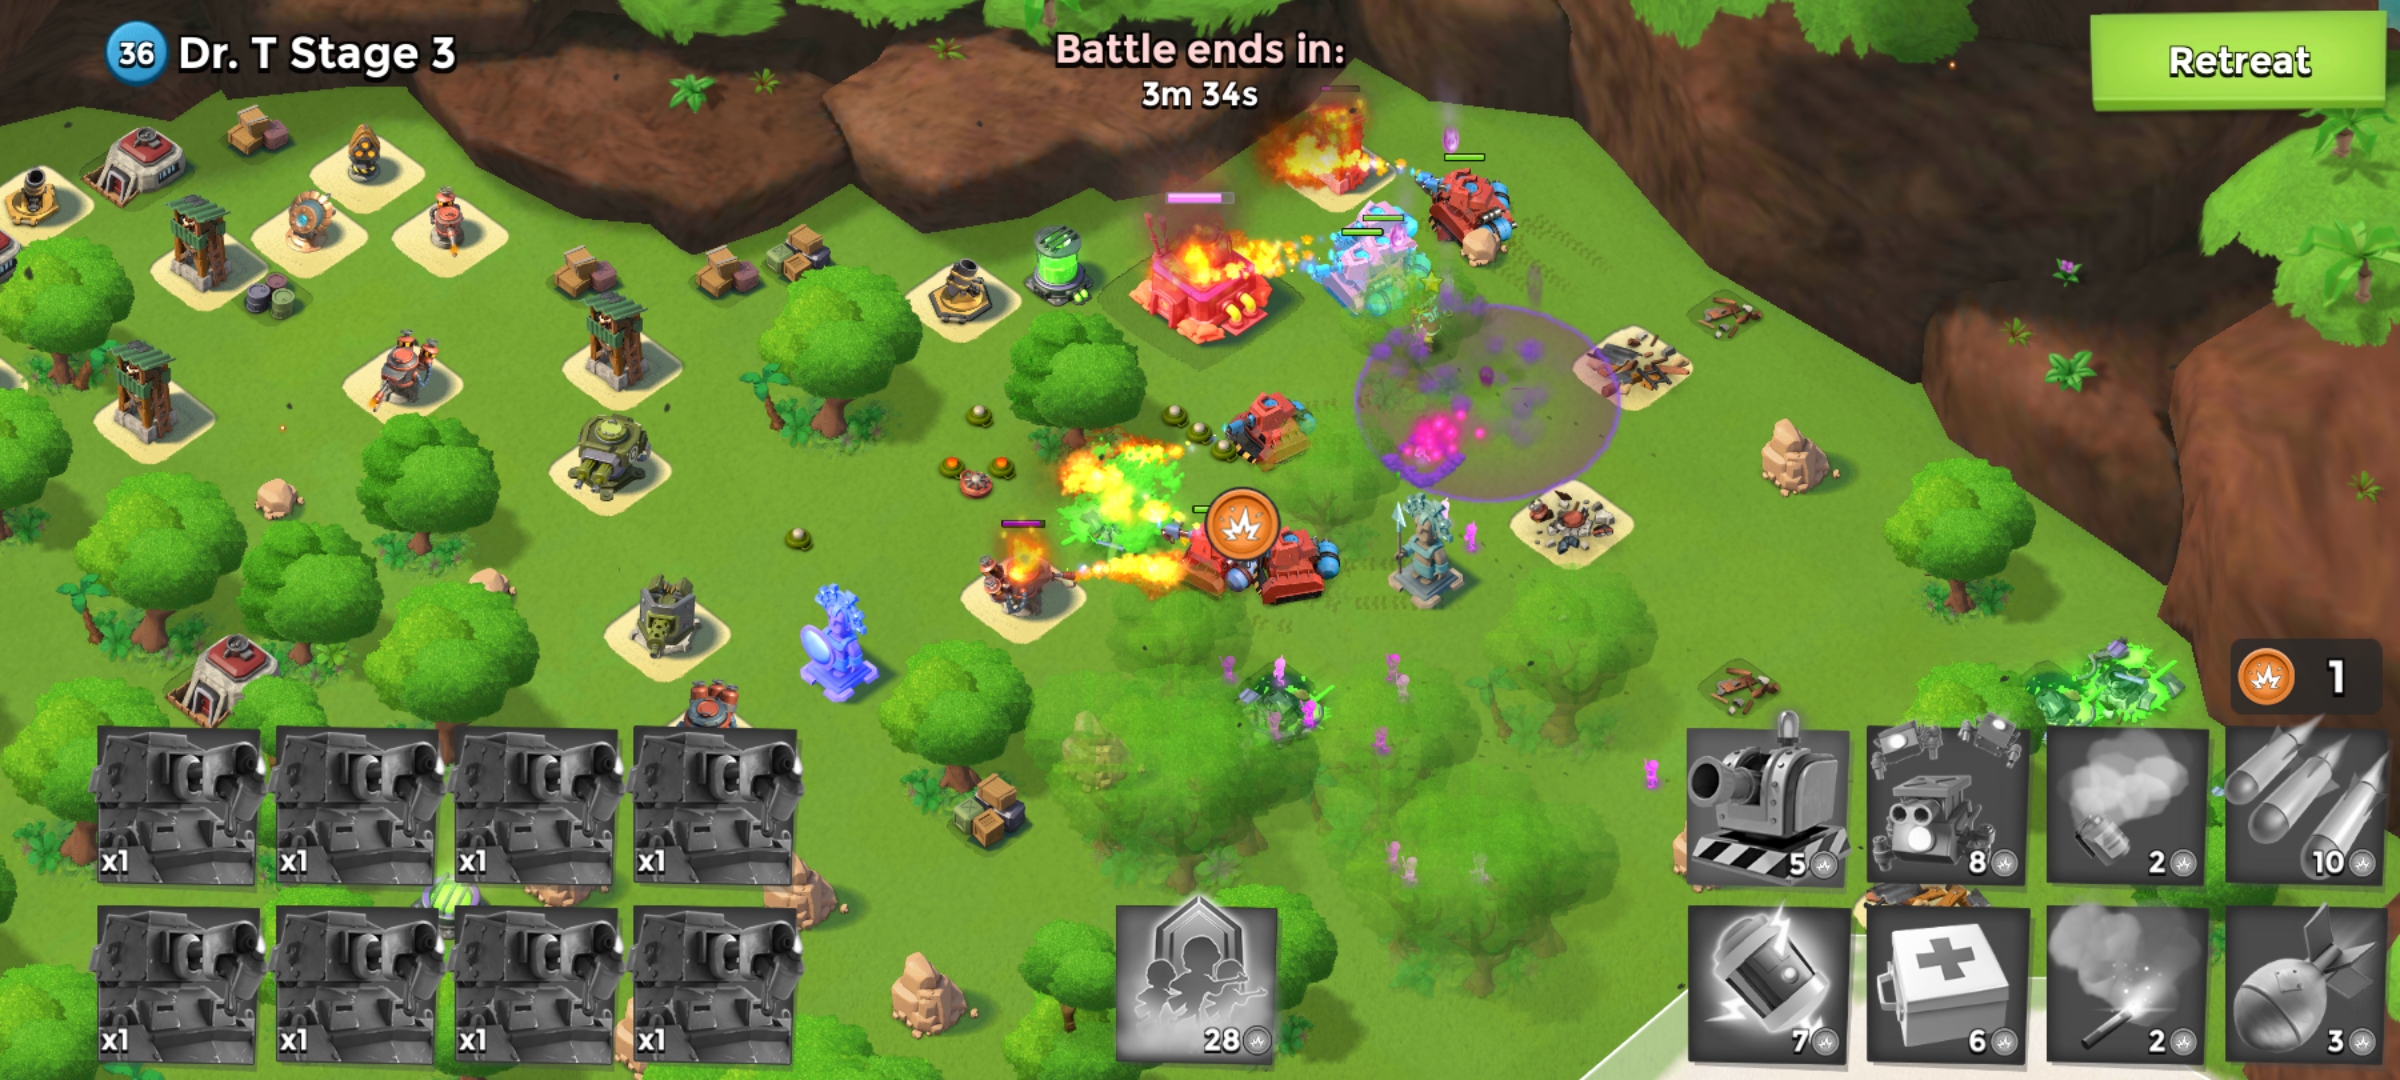 36 Dr. T Stage 3
Battle ends in:
3m 34s
Retreat
1
x1 x1 x1 x1
5 8 2 10
x1 x1 x1 x1
28
7 6 2 3